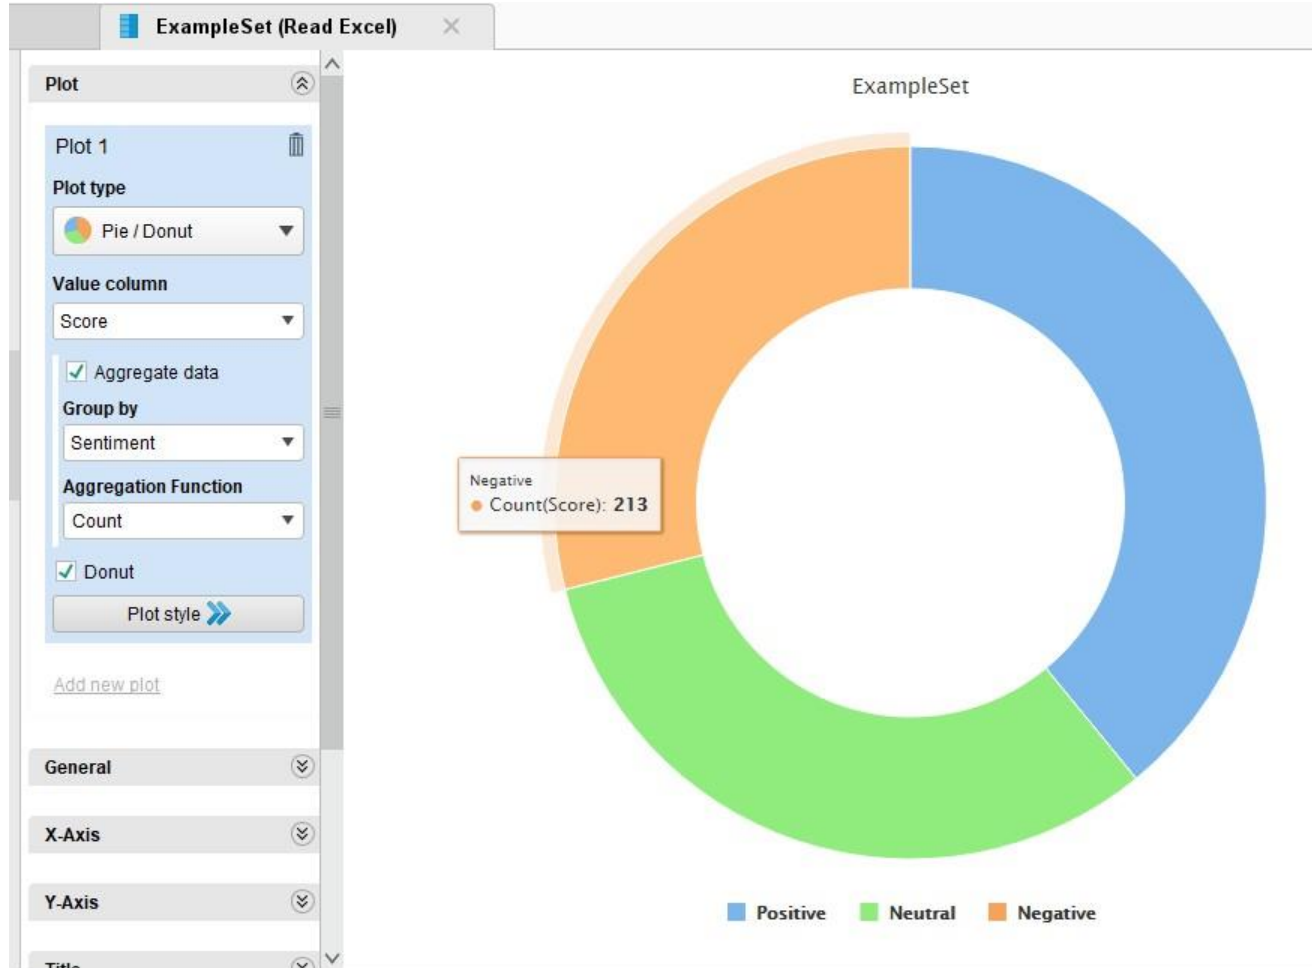 ExampleSet (Read Excel)
Plot
Plot 1
Plot type
Pie / Donut
Value column
Score
Aggregate data
Group by
Sentiment
Aggregation Function
Count
Donut
Plot style
Add new plot
General
X-Axis
Y-Axis
Title
ExampleSet
Negative
Count(Score): 213
Positive Neutral Negative